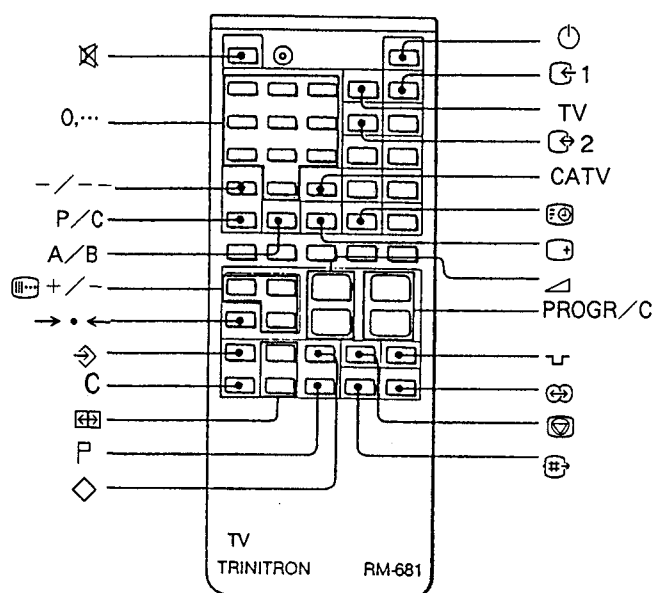 1
0,···
TV
2
-/--
CATV
P/C
A/B
+/-
PROGR/C
→·←
C
P
TV
TRINITRON RM-681